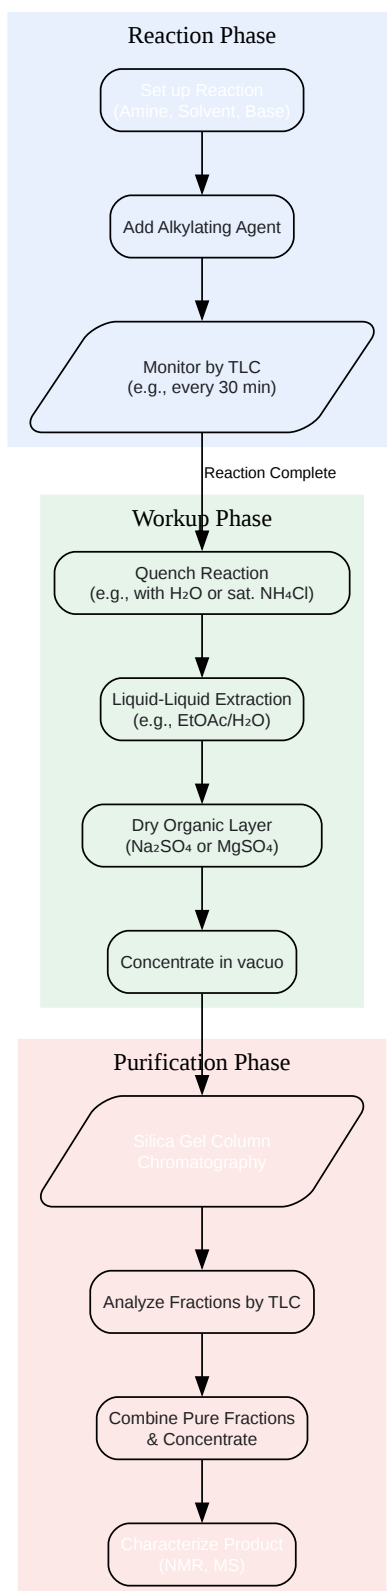 Reaction Phase
Set up Reaction
(Amine, Solvent, Base)
Add Alkylating Agent
Monitor by TLC
(e.g., every 30 min)
Reaction Complete
Workup Phase
Quench Reaction
(e.g., with H₂O or sat. NH₄Cl)
Liquid-Liquid Extraction
(e.g., EtOAc/H₂O)
Dry Organic Layer
(Na₂SO₄ or MgSO₄)
Concentrate in vacuo
Purification Phase
Silica Gel Column
Chromatography
Analyze Fractions by TLC
Combine Pure Fractions
& Concentrate
Characterize Product
(NMR, MS)